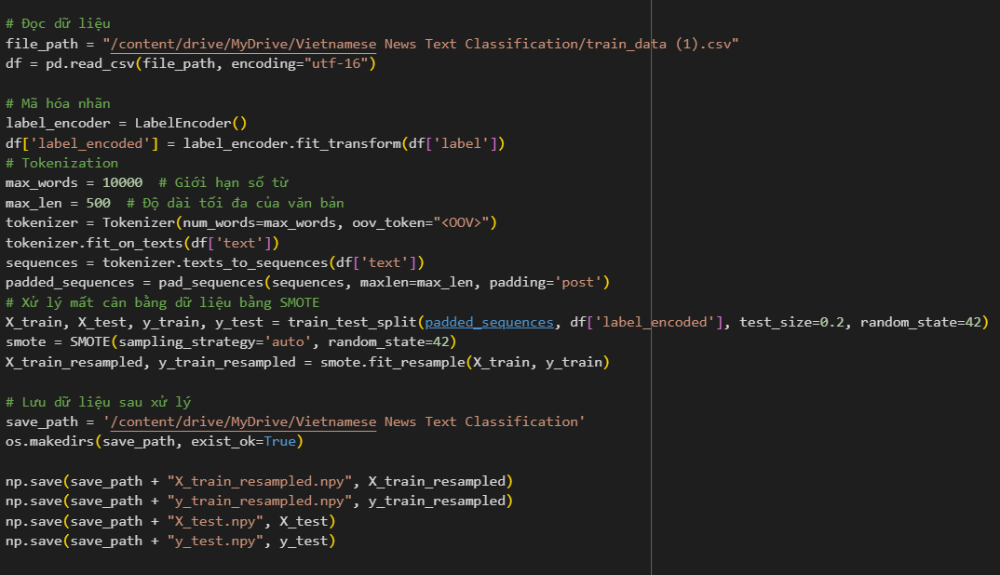 # Đọc dữ liệu
file_path = "/content/drive/MyDrive/Vietnamese News Text Classification/train_data (1).csv"
df = pd.read_csv(file_path, encoding="utf-16")
# Mã hóa nhãn
label_encoder = LabelEncoder()
df['label_encoded'] = label_encoder.fit_transform(df['label'])
# Tokenization
max_words = 10000  # Giới hạn số từ
max_len = 500  # Độ dài tối đa của văn bản
tokenizer = Tokenizer(num_words=max_words, oov_token="<OOV>")
tokenizer.fit_on_texts(df['text'])
sequences = tokenizer.texts_to_sequences(df['text'])
padded_sequences = pad_sequences(sequences, maxlen=max_len, padding='post')
# Xử lý mất cân bằng dữ liệu bằng SMOTE
X_train, X_test, y_train, y_test = train_test_split(padded_sequences, df['label_encoded'], test_size=0.2, random_state=42)
smote = SMOTE(sampling_strategy='auto', random_state=42)
X_train_resampled, y_train_resampled = smote.fit_resample(X_train, y_train)
# Lưu dữ liệu sau xử lý
save_path = '/content/drive/MyDrive/Vietnamese News Text Classification'
os.makedirs(save_path, exist_ok=True)
np.save(save_path + "X_train_resampled.npy", X_train_resampled)
np.save(save_path + "y_train_resampled.npy", y_train_resampled)
np.save(save_path + "X_test.npy", X_test)
np.save(save_path + "y_test.npy", y_test)